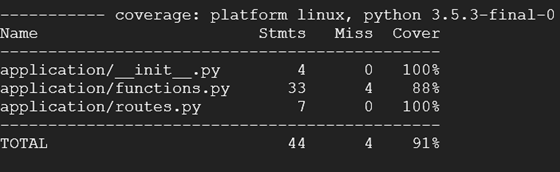 ----------- coverage: platform linux, python 3.5.3-final-0
Name                        Stmts   Miss  Cover
-----------------------------------------------
application/__init__.py         4      0   100%
application/functions.py       33      4    88%
application/routes.py           7      0   100%
-----------------------------------------------
TOTAL                          44      4    91%